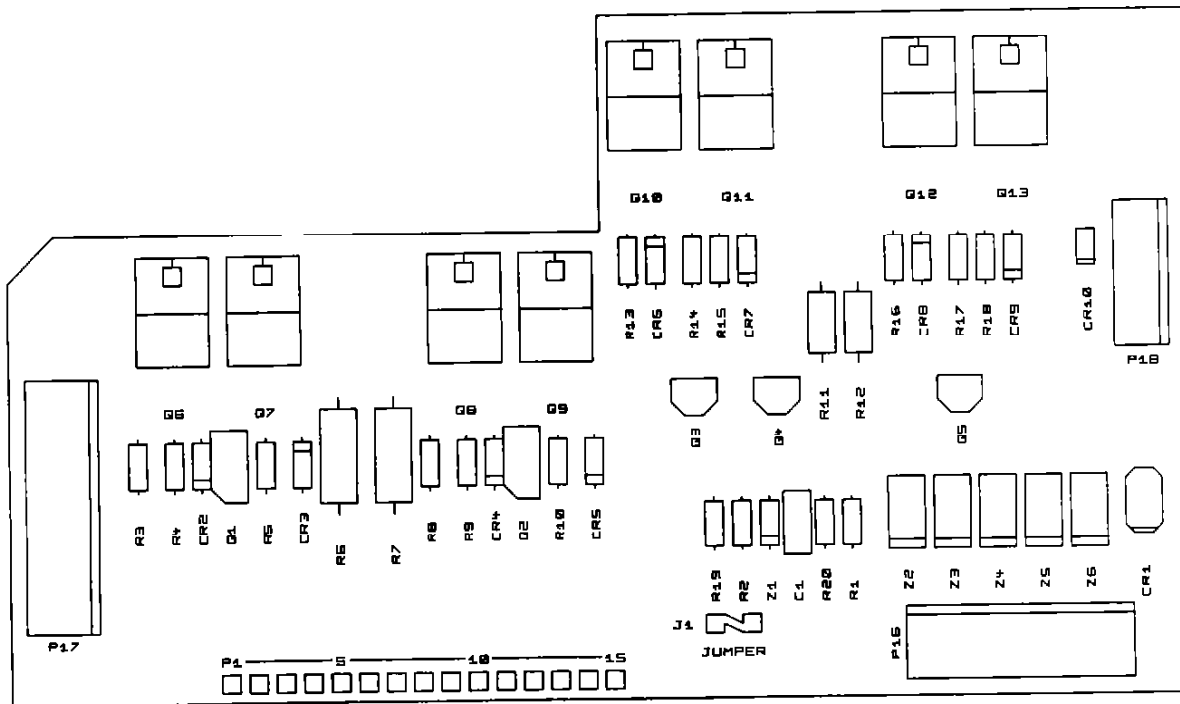 Q10 Q11 Q12 Q13
R13 CR6 R14 R15 CR7 R16 CR8 R17 R18 CR9 CR10
P18
R11 R12
Q3 Q4 Q5
Q6 Q7 Q8 Q9
R3 R4 CR2 Q1 R5 CR3 R6 R7 R8 R9 CR4 Q2 R10 CR5
R19 R2 Z1 C1 R20 R1 Z2 Z3 Z4 Z5 Z6 CR1
J1
JUMPER
P16
P17
P1 5 10 15